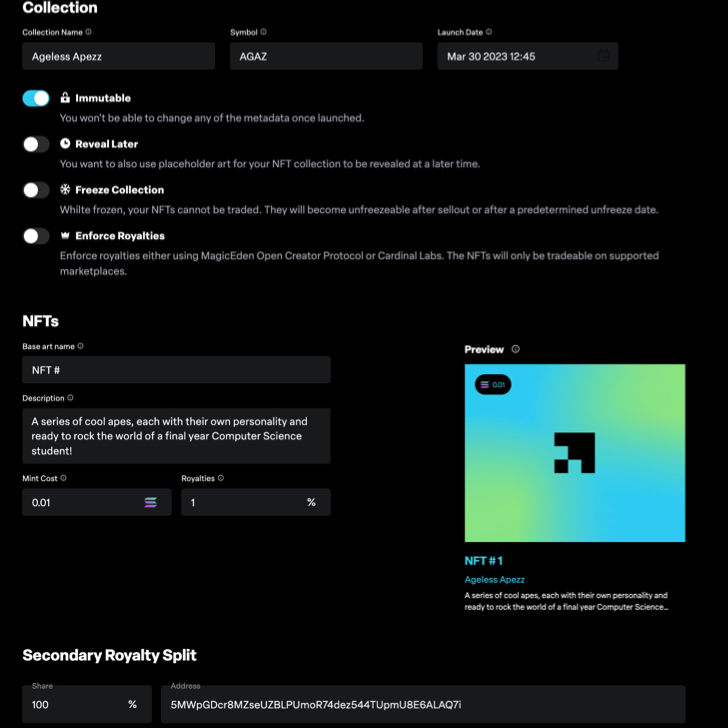 Collection
Collection Name
Symbol
Launch Date
Ageless Apezz
AGAZ
Mar 30 2023 12:45
Immutable
You won't be able to change any of the metadata once launched.
Reveal Later
You want to also use placeholder art for your NFT collection to be revealed at a later time.
Freeze Collection
Whilte frozen, your NFTs cannot be traded. They will become unfreezeable after sellout or after a predetermined unfreeze date.
Enforce Royalties
Enforce royalties either using MagicEden Open Creator Protocol or Cardinal Labs. The NFTs will only be tradeable on supported
marketplaces.
NFTs
Base art name
NFT #
Description
A series of cool apes, each with their own personality and
ready to rock the world of a final year Computer Science
student!
Mint Cost
Royalties
0.01
1
%
Preview
0.01
NFT # 1
Ageless Apezz
A series of cool apes, each with their own personality and
ready to rock the world of a final year Computer Science...
Secondary Royalty Split
Share
Address
100
%
5MWpGDcr8MZseUZBLPUmoR74dez544TUpmU8E6ALAQ7i